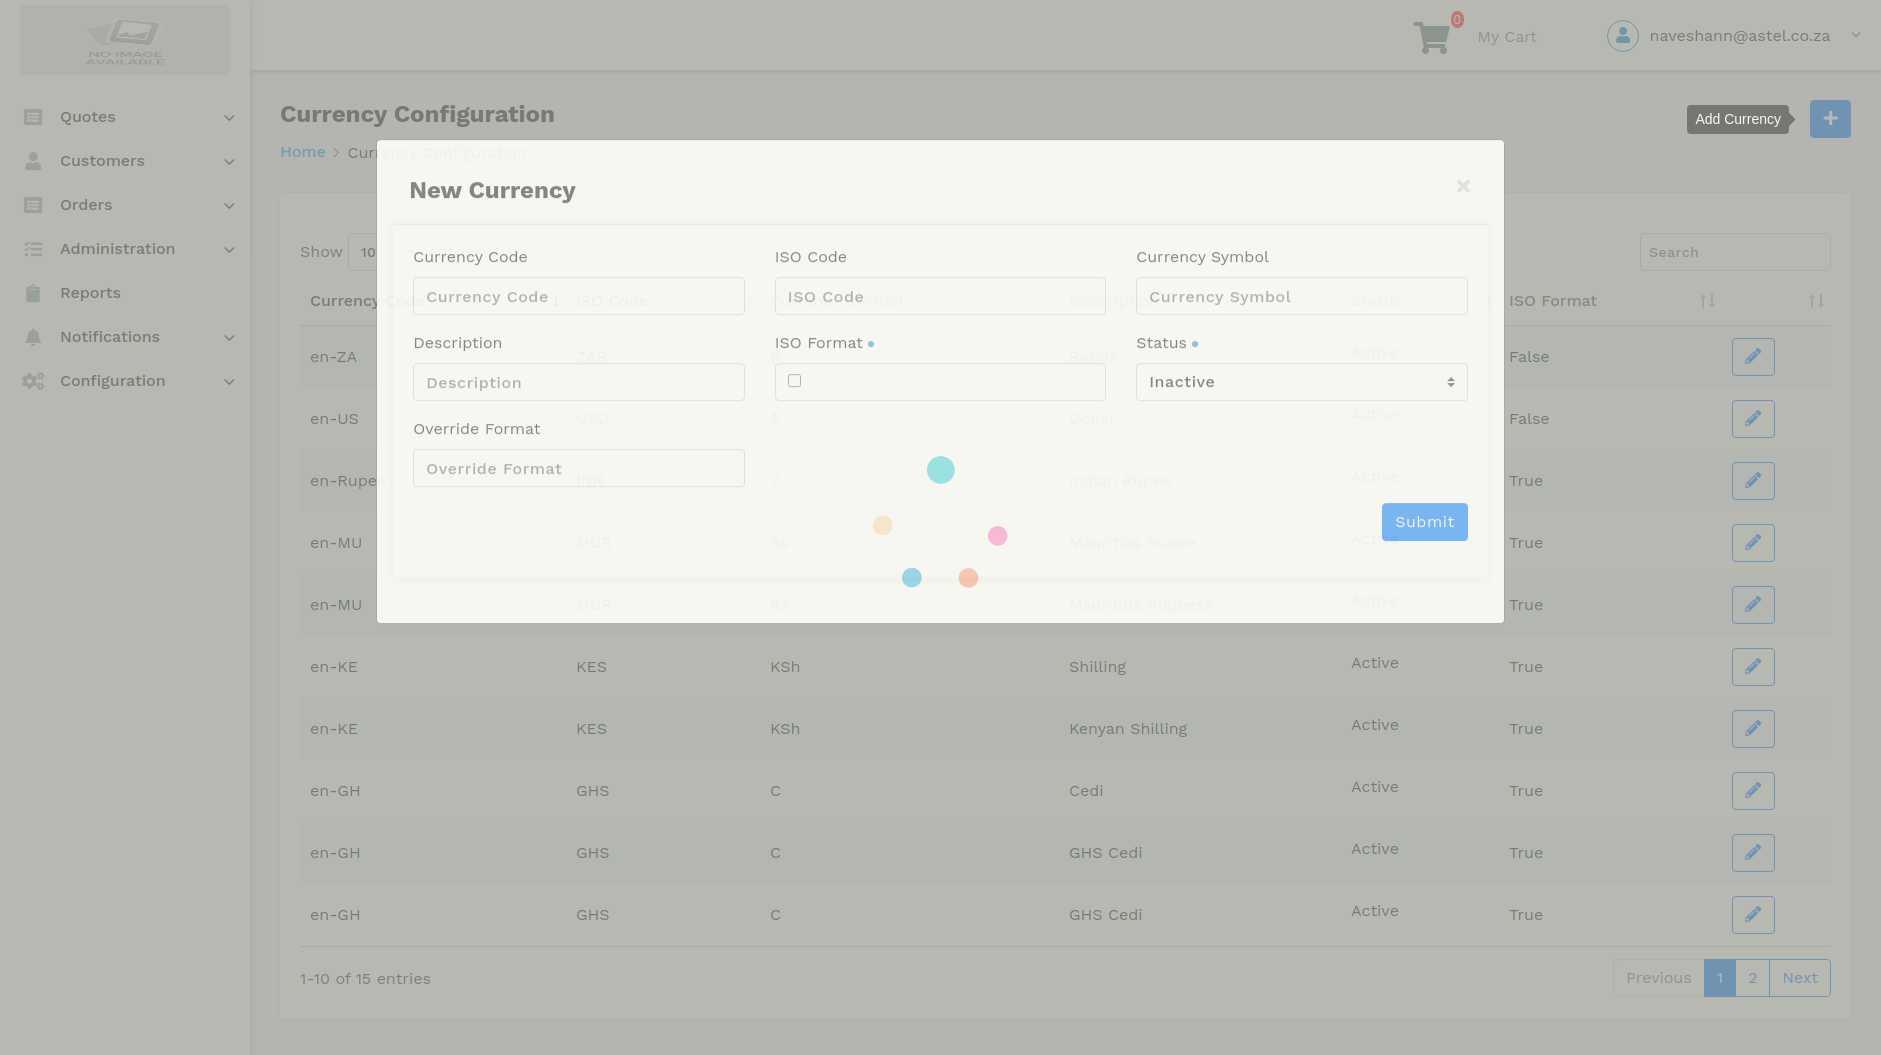 NO IMAGE
AVAILABLE
0
My Cart
naveshann@astel.co.za
Quotes
Customers
Orders
Administration
Reports
Notifications
Configuration
Currency Configuration
Add Currency
Home > Currency Configuration
New Currency
Show 10
Search
Currency Code
ISO Code
Currency Symbol
Currency Code
ISO Code
Currency Symbol
Description
ISO Format
Status
Description
Inactive
Override Format
Override Format
Submit
Currency Code ISO Code Currency Symbol Description Status ISO Format
en-ZA ZAR R Rands Active False
en-US USD $ Dollar Active False
en-Rupee INR ? Indian Rupee Active True
en-MU MUR Rs Mauritius Rupee Active True
en-MU MUR Rs Mauritius Rupeess Active True
en-KE KES KSh Shilling Active True
en-KE KES KSh Kenyan Shilling Active True
en-GH GHS C Cedi Active True
en-GH GHS C GHS Cedi Active True
en-GH GHS C GHS Cedi Active True
1-10 of 15 entries
Previous 1 2 Next